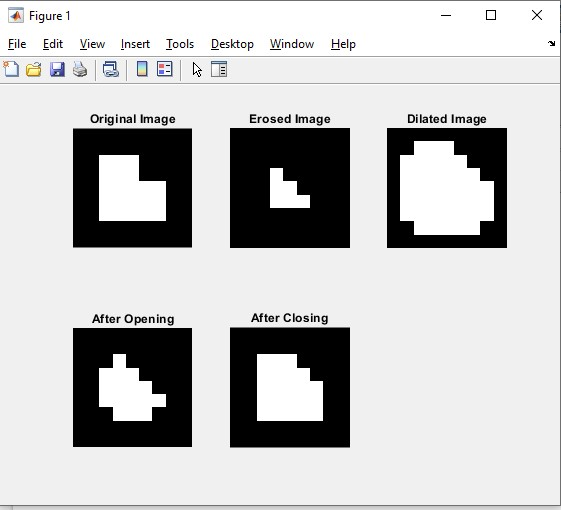 Figure 1
File Edit View Insert Tools Desktop Window Help
Original Image Erosed Image Dilated Image
After Opening After Closing